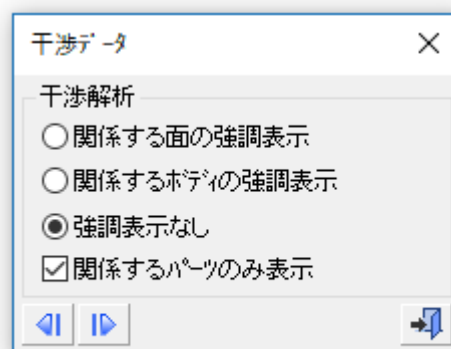 干渉ﾃﾞｰﾀ
干渉解析
関係する面の強調表示
関係するﾎﾞﾃﾞｨの強調表示
強調表示なし
関係するﾊﾟｰﾂのみ表示